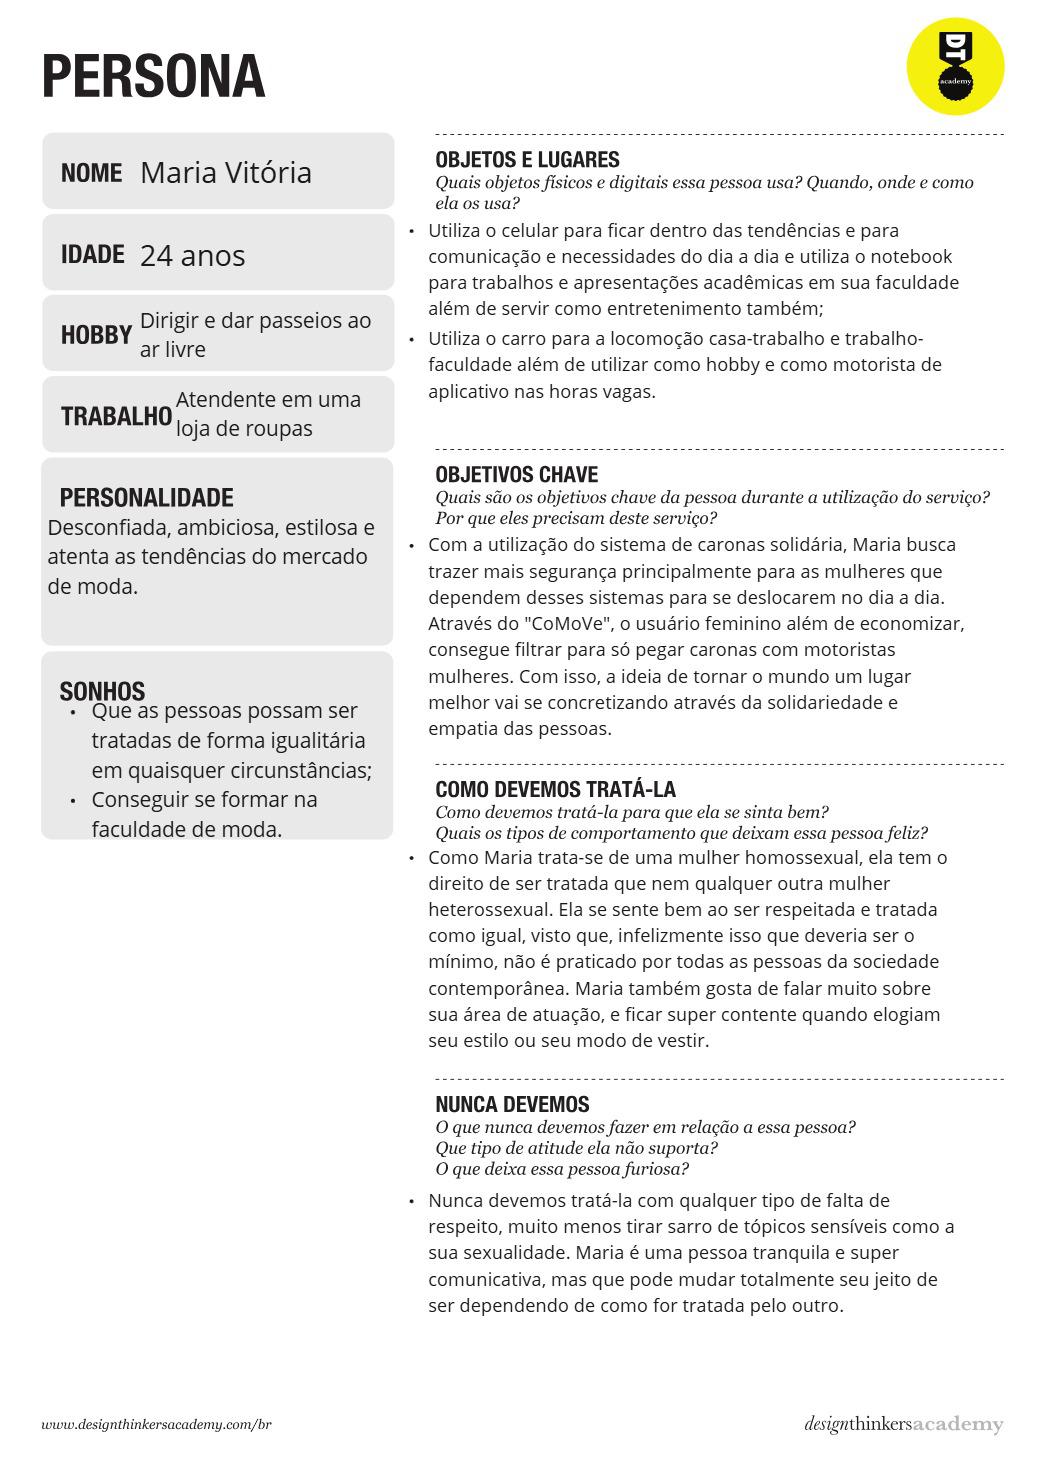 PERSONA
DT
academy
NOME Maria Vitória
IDADE 24 anos
HOBBY Dirigir e dar passeios ao
ar livre
TRABALHO Atendente em uma
loja de roupas
PERSONALIDADE
Desconfiada, ambiciosa, estilosa e
atenta as tendências do mercado
de moda.
SONHOS
• Que as pessoas possam ser
tratadas de forma igualitária
em quaisquer circunstâncias;
• Conseguir se formar na
faculdade de moda.
OBJETOS E LUGARES
Quais objetos físicos e digitais essa pessoa usa? Quando, onde e como
ela os usa?
• Utiliza o celular para ficar dentro das tendências e para
comunicação e necessidades do dia a dia e utiliza o notebook
para trabalhos e apresentações acadêmicas em sua faculdade
além de servir como entretenimento também;
• Utiliza o carro para a locomoção casa-trabalho e trabalho-
faculdade além de utilizar como hobby e como motorista de
aplicativo nas horas vagas.
OBJETIVOS CHAVE
Quais são os objetivos chave da pessoa durante a utilização do serviço?
Por que eles precisam deste serviço?
• Com a utilização do sistema de caronas solidária, Maria busca
trazer mais segurança principalmente para as mulheres que
dependem desses sistemas para se deslocarem no dia a dia.
Através do "CoMoVe", o usuário feminino além de economizar,
consegue filtrar para só pegar caronas com motoristas
mulheres. Com isso, a ideia de tornar o mundo um lugar
melhor vai se concretizando através da solidariedade e
empatia das pessoas.
COMO DEVEMOS TRATÁ-LA
Como devemos tratá-la para que ela se sinta bem?
Quais os tipos de comportamento que deixam essa pessoa feliz?
• Como Maria trata-se de uma mulher homossexual, ela tem o
direito de ser tratada que nem qualquer outra mulher
heterossexual. Ela se sente bem ao ser respeitada e tratada
como igual, visto que, infelizmente isso que deveria ser o
mínimo, não é praticado por todas as pessoas da sociedade
contemporânea. Maria também gosta de falar muito sobre
sua área de atuação, e ficar super contente quando elogiam
seu estilo ou seu modo de vestir.
NUNCA DEVEMOS
O que nunca devemos fazer em relação a essa pessoa?
Que tipo de atitude ela não suporta?
O que deixa essa pessoa furiosa?
• Nunca devemos tratá-la com qualquer tipo de falta de
respeito, muito menos tirar sarro de tópicos sensíveis como a
sua sexualidade. Maria é uma pessoa tranquila e super
comunicativa, mas que pode mudar totalmente seu jeito de
ser dependendo de como for tratada pelo outro.
www.designthinkersacademy.com/br
designthinkersacademy